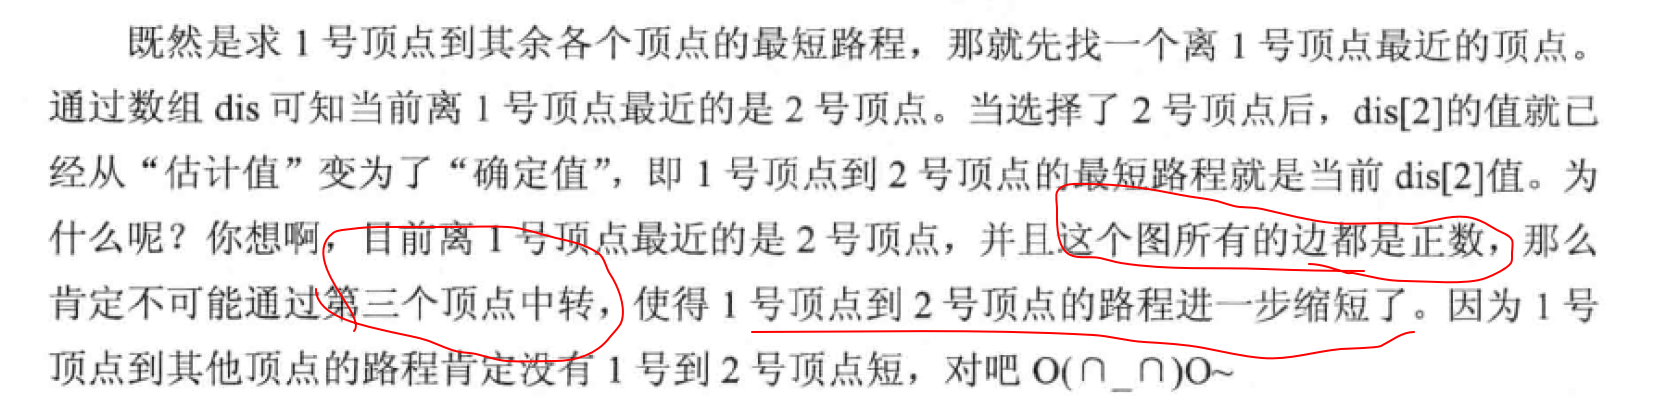 既然是求 1 号顶点到其余各个顶点的最短路程，那就先找一个离 1 号顶点最近的顶点。
通过数组 dis 可知当前离 1 号顶点最近的是 2 号顶点。当选择了 2 号顶点后，dis[2]的值就已
经从“估计值”变为了“确定值”，即 1 号顶点到 2 号顶点的最短路程就是当前 dis[2]值。为
什么呢？你想啊，目前离 1 号顶点最近的是 2 号顶点，并且这个图所有的边都是正数，那么
肯定不可能通过第三个顶点中转，使得 1 号顶点到 2 号顶点的路程进一步缩短了。因为 1 号
顶点到其他顶点的路程肯定没有 1 号到 2 号顶点短，对吧 O(∩_∩)O~